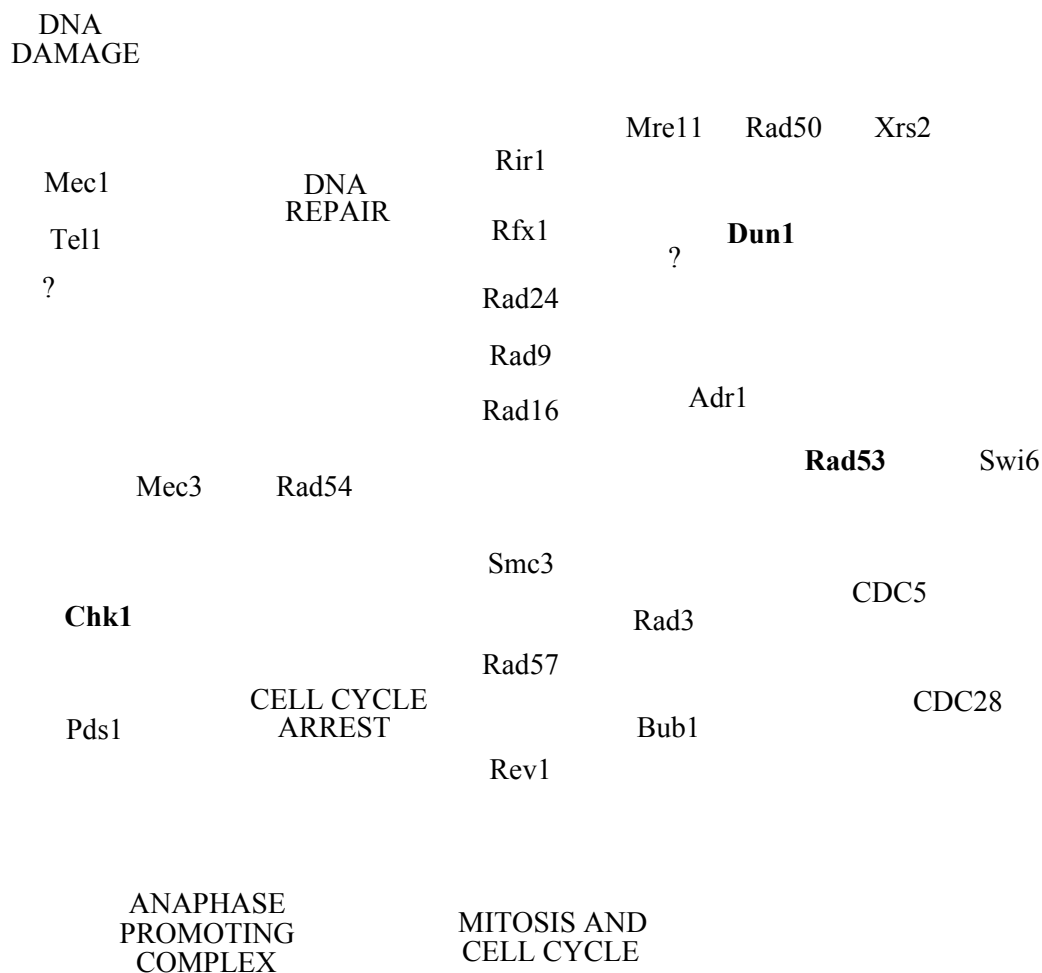 DNA
DAMAGE
Mre11 Rad50 Xrs2
Rir1
Mec1
DNA
REPAIR
Tel1
Rfx1
Dun1
?
?
Rad24
Rad9
Adr1
Rad16
Rad53 Swi6
Mec3 Rad54
Smc3
CDC5
Chk1
Rad3
Rad57
CELL CYCLE
ARREST
CDC28
Pds1
Bub1
Rev1
ANAPHASE
PROMOTING
COMPLEX
MITOSIS AND
CELL CYCLE